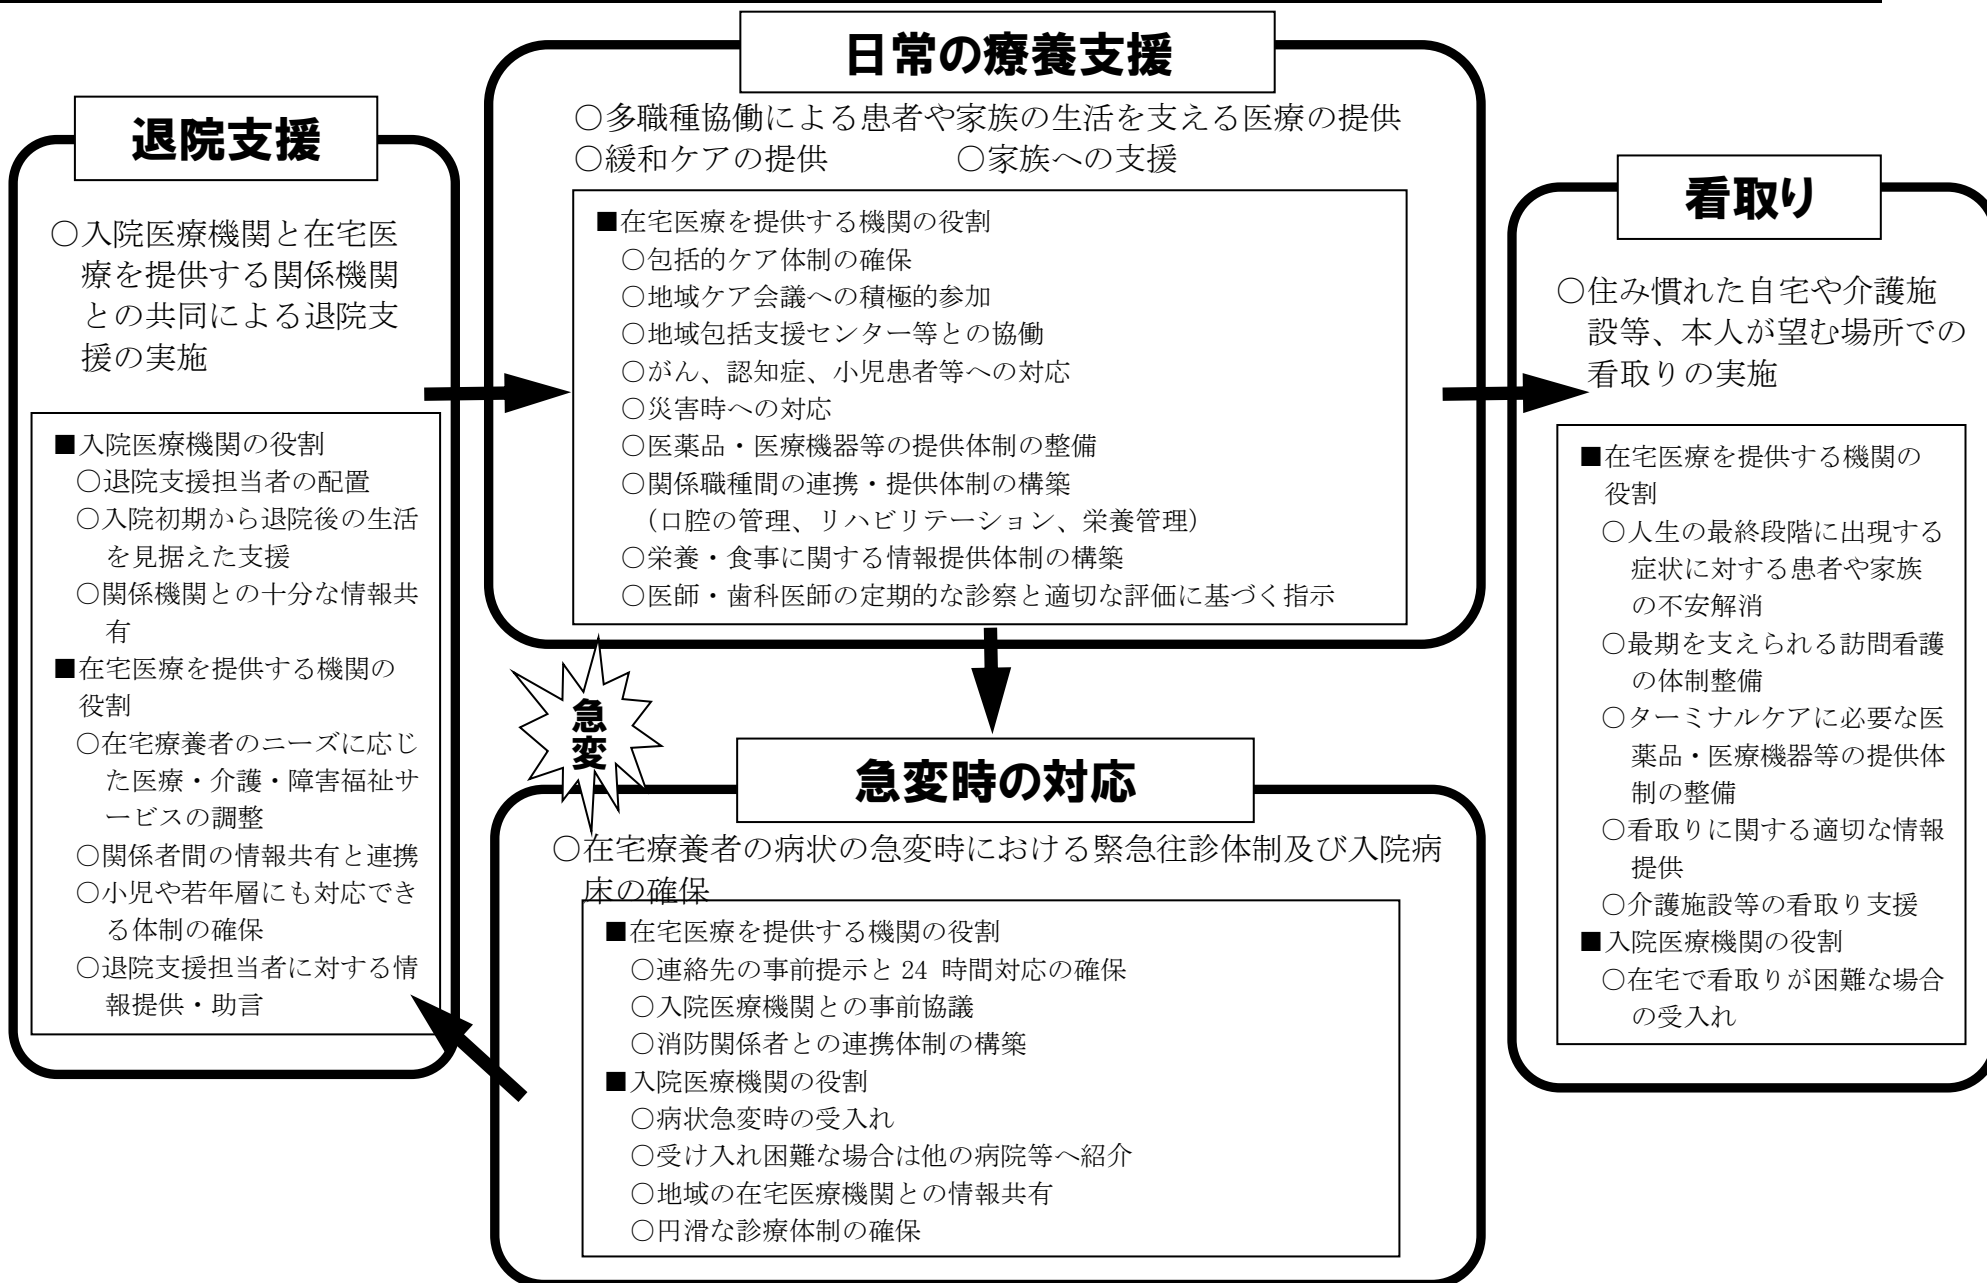 退院支援
○入院医療機関と在宅医
療を提供する関係機関
との共同による退院支
援の実施
■入院医療機関の役割
○退院支援担当者の配置
○入院初期から退院後の生活
を見据えた支援
○関係機関との十分な情報共
有
■在宅医療を提供する機関の
役割
○在宅療養者のニーズに応じ
た医療・介護・障害福祉サ
ービスの調整
○関係者間の情報共有と連携
○小児や若年層にも対応でき
る体制の確保
○退院支援担当者に対する情
報提供・助言
日常の療養支援
○多職種協働による患者や家族の生活を支える医療の提供
○緩和ケアの提供 ○家族への支援
■在宅医療を提供する機関の役割
○包括的ケア体制の確保
○地域ケア会議への積極的参加
○地域包括支援センター等との協働
○がん、認知症、小児患者等への対応
○災害時への対応
○医薬品・医療機器等の提供体制の整備
○関係職種間の連携・提供体制の構築
（口腔の管理、リハビリテーション、栄養管理）
○栄養・食事に関する情報提供体制の構築
○医師・歯科医師の定期的な診察と適切な評価に基づく指示
急変
急変時の対応
○在宅療養者の病状の急変時における緊急往診体制及び入院病
床の確保
■在宅医療を提供する機関の役割
○連絡先の事前提示と 24 時間対応の確保
○入院医療機関との事前協議
○消防関係者との連携体制の構築
■入院医療機関の役割
○病状急変時の受入れ
○受け入れ困難な場合は他の病院等へ紹介
○地域の在宅医療機関との情報共有
○円滑な診療体制の確保
看取り
○住み慣れた自宅や介護施
設等、本人が望む場所での
看取りの実施
■在宅医療を提供する機関の
役割
○人生の最終段階に出現する
症状に対する患者や家族
の不安解消
○最期を支えられる訪問看護
の体制整備
○ターミナルケアに必要な医
薬品・医療機器等の提供体
制の整備
○看取りに関する適切な情報
提供
○介護施設等の看取り支援
■入院医療機関の役割
○在宅で看取りが困難な場合
の受入れ